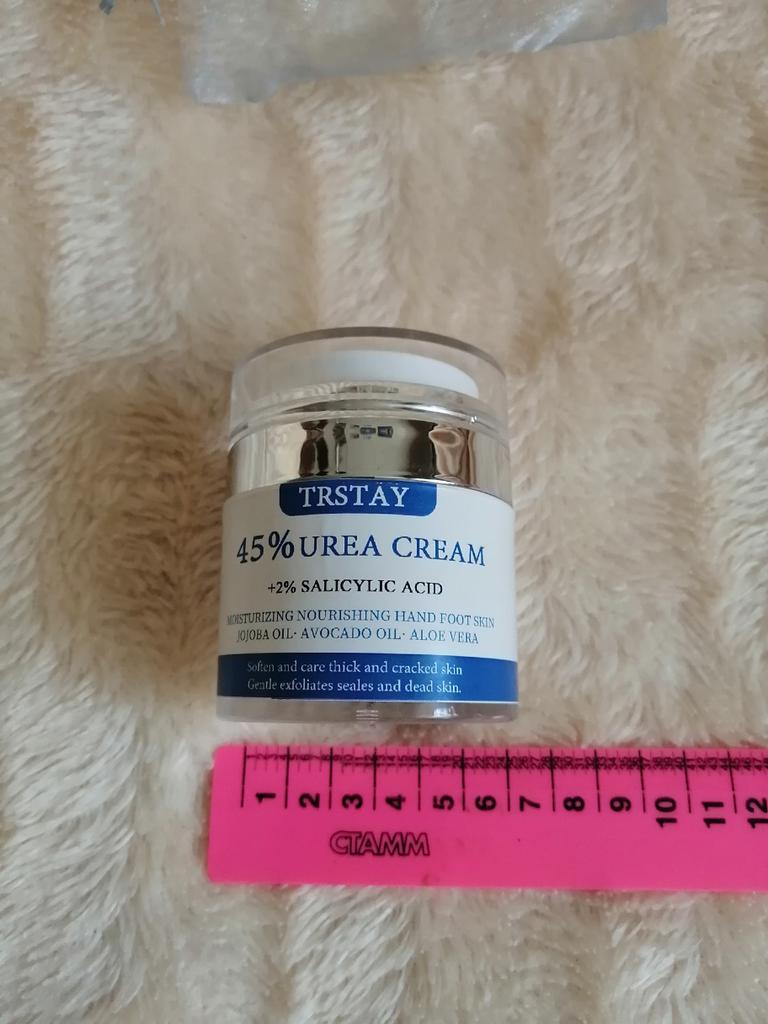 TRSTAY
45% UREA CREAM
+2% SALICYLIC ACID
MOISTURIZING NOURISHING HAND FOOT SKIN
JOJOBA OIL· AVOCADO OIL· ALOE VERA
Soften and care thick and cracked skin
Gentle exfoliates seales and dead skin.
1 2 3 4 5 6 7 8 9 10 11 12
СТАММ